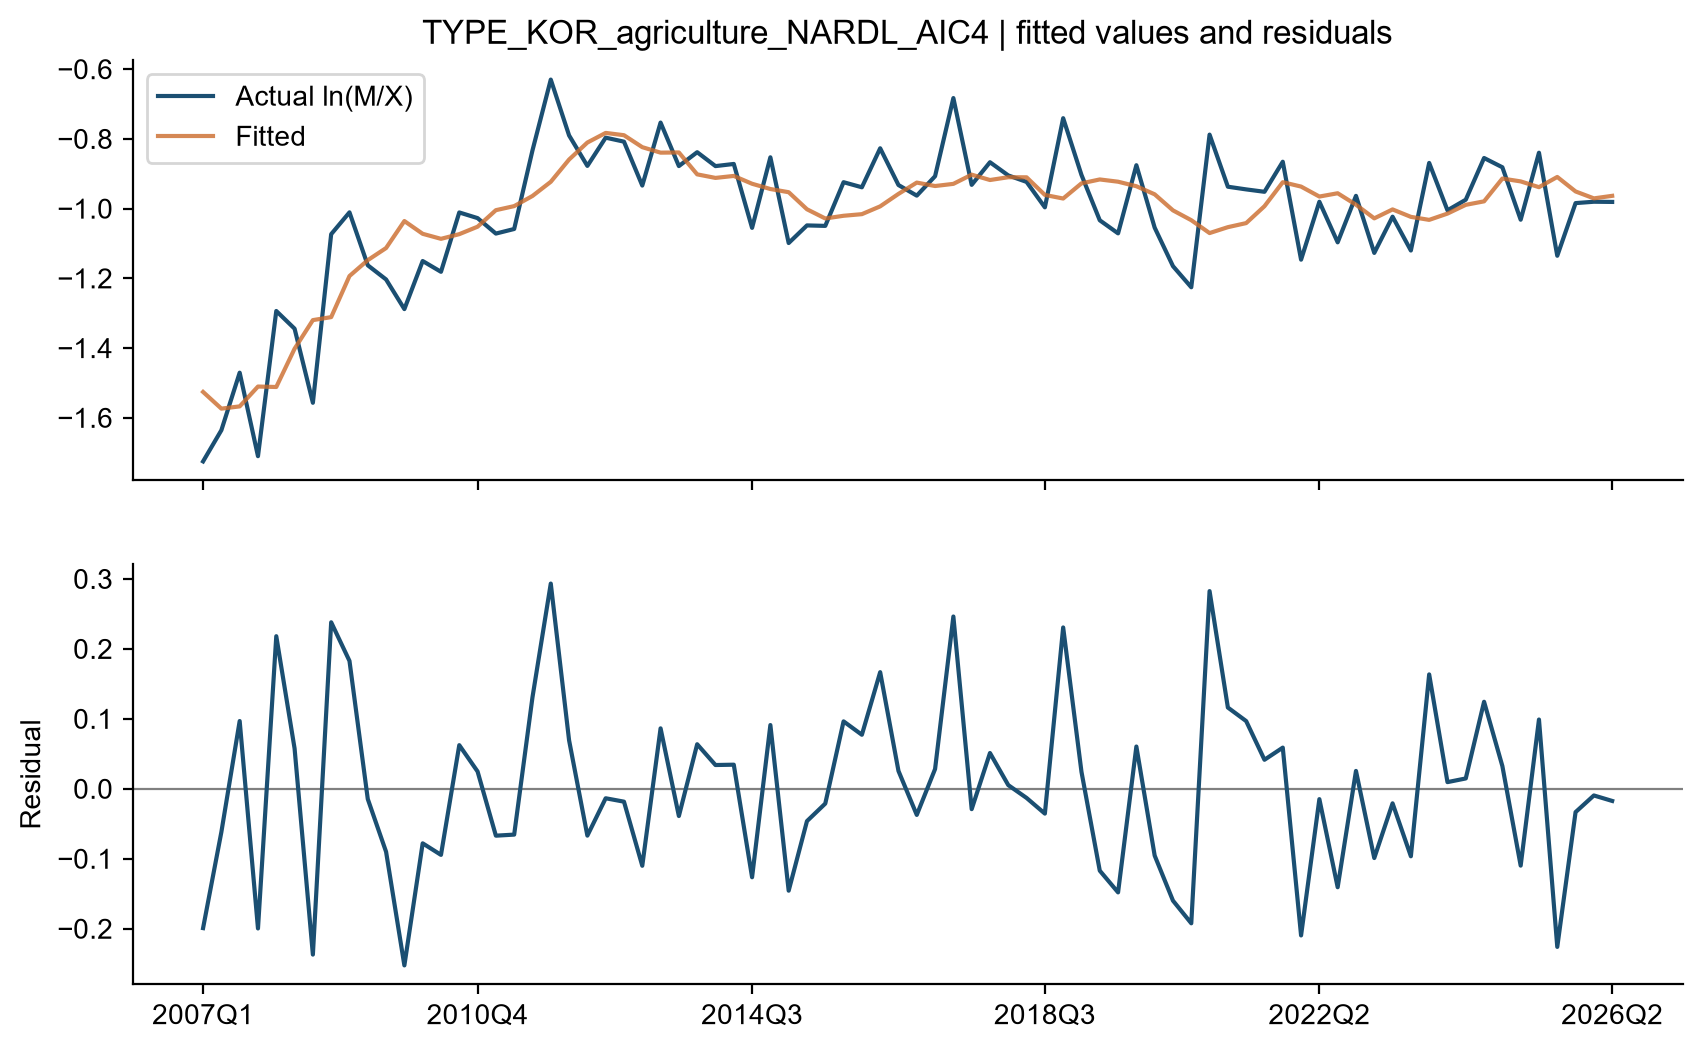 TYPE_KOR_agriculture_NARDL_AIC4 | fitted values and residuals
Actual ln(M/X)
Fitted
−0.6
−0.8
−1.0
−1.2
−1.4
−1.6
Residual
0.3
0.2
0.1
0.0
−0.1
−0.2
2007Q1 2010Q4 2014Q3 2018Q3 2022Q2 2026Q2